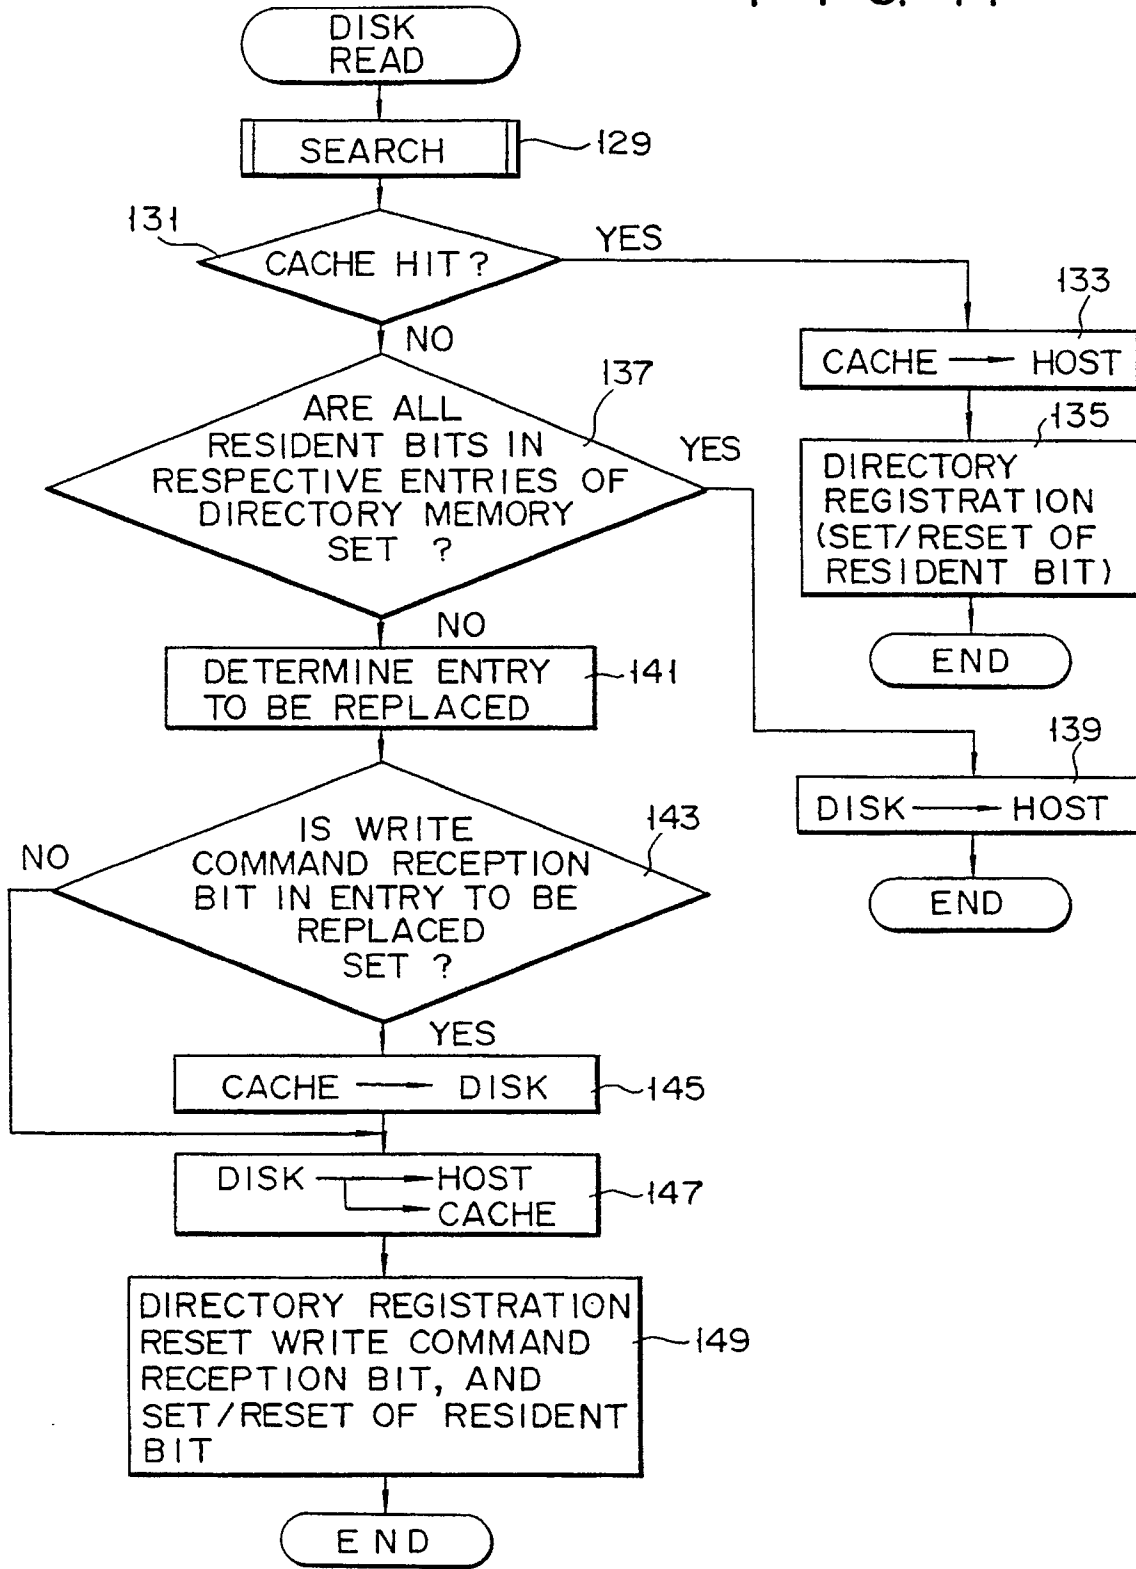 DISK
READ
SEARCH
129
131
CACHE HIT?
YES
NO
133
CACHE → HOST
135
DIRECTORY
REGISTRATION
(SET/RESET OF
RESIDENT BIT)
END
137
ARE ALL
RESIDENT BITS IN
RESPECTIVE ENTRIES OF
DIRECTORY MEMORY
SET ?
YES
NO
139
DISK → HOST
END
DETERMINE ENTRY
TO BE REPLACED
141
143
IS WRITE
COMMAND RECEPTION
BIT IN ENTRY TO BE
REPLACED
SET ?
NO
YES
CACHE → DISK
145
DISK → HOST
→ CACHE
147
DIRECTORY REGISTRATION
RESET WRITE COMMAND
RECEPTION BIT, AND
SET/RESET OF RESIDENT
BIT
149
END